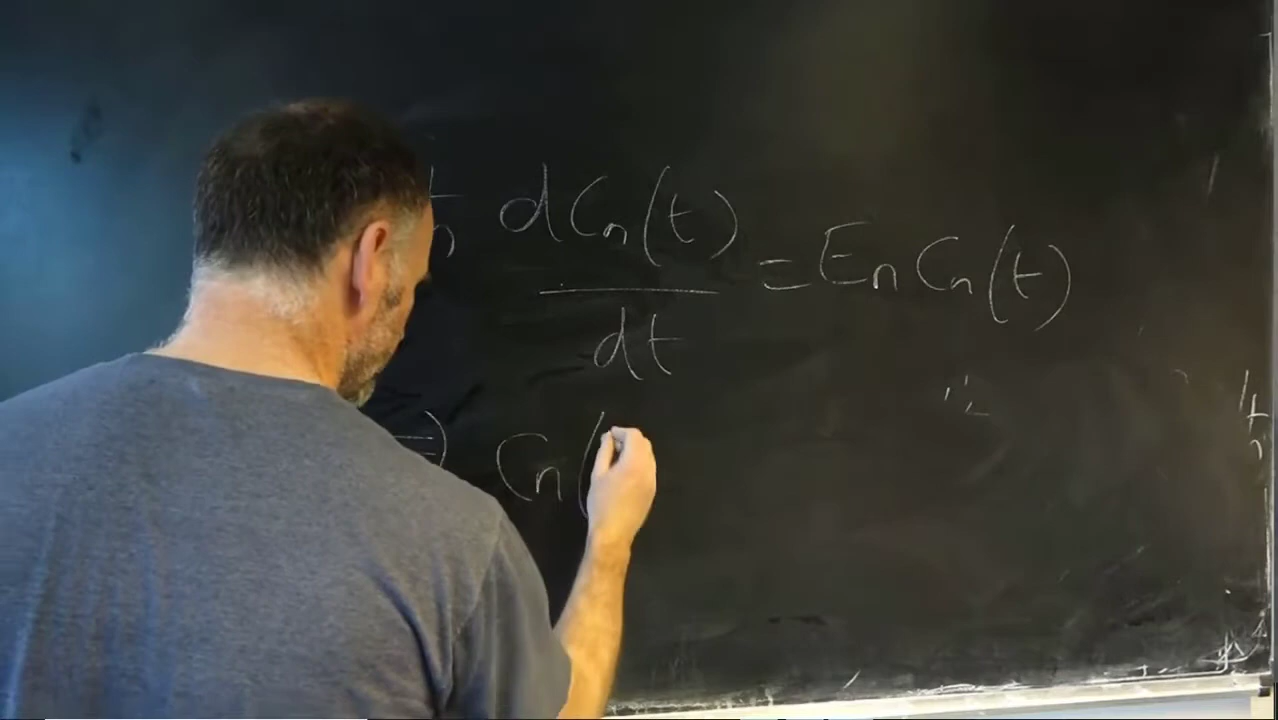 ħ dCn(t)/dt = En Cn(t)
⇒ Cn(